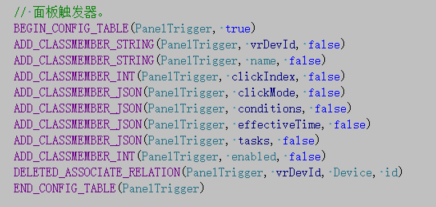 // 面板触发器。
BEGIN_CONFIG_TABLE(PanelTrigger, true)
ADD_CLASSMEMBER_STRING(PanelTrigger, vrDevId, false)
ADD_CLASSMEMBER_STRING(PanelTrigger, name, false)
ADD_CLASSMEMBER_INT(PanelTrigger, clickIndex, false)
ADD_CLASSMEMBER_JSON(PanelTrigger, clickMode, false)
ADD_CLASSMEMBER_JSON(PanelTrigger, conditions, false)
ADD_CLASSMEMBER_JSON(PanelTrigger, effectiveTime, false)
ADD_CLASSMEMBER_JSON(PanelTrigger, tasks, false)
ADD_CLASSMEMBER_INT(PanelTrigger, enabled, false)
DELETED_ASSOCIATE_RELATION(PanelTrigger, vrDevId, Device, id)
END_CONFIG_TABLE(PanelTrigger)